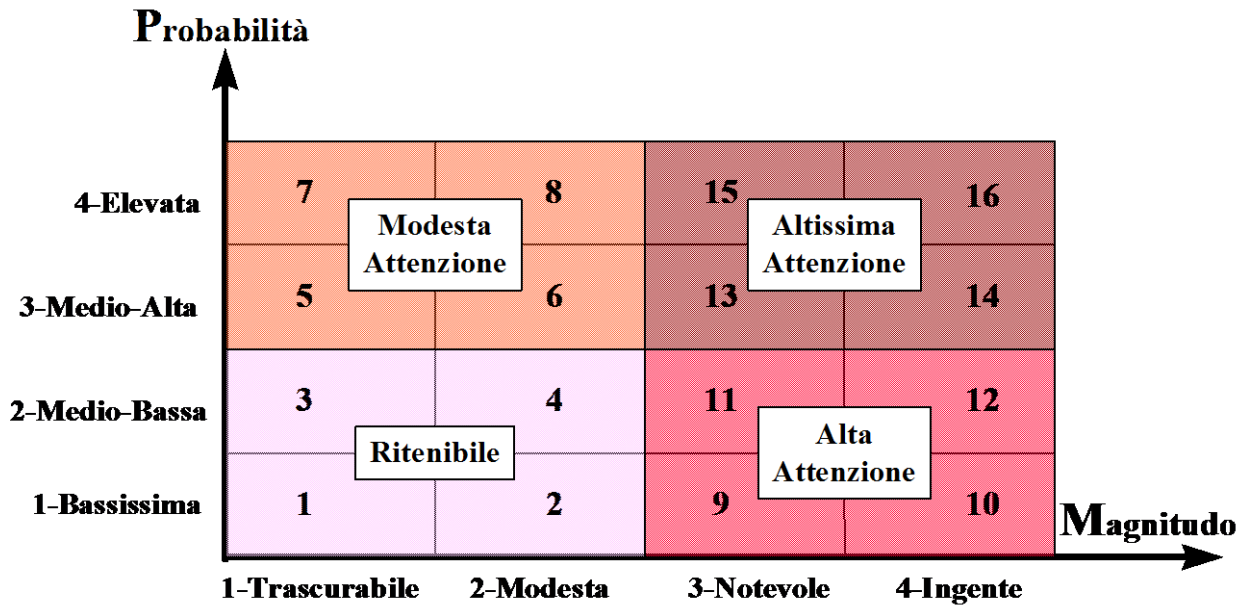 Probabilità
4-Elevata 7 8 15 16
Modesta Attenzione
Altissima Attenzione
3-Medio-Alta 5 6 13 14
2-Medio-Bassa 3 4 11 12
Ritenibile
Alta Attenzione
1-Bassissima 1 2 9 10
Magnitudo
1-Trascurabile 2-Modesta 3-Notevole 4-Ingente